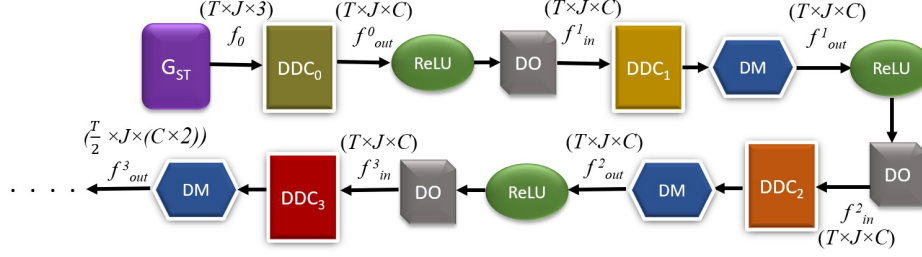 (T×J×3) (T×J×C) (T×J×C) (T×J×C)
f₀ f⁰ₒᵤₜ f¹ᵢₙ f¹ₒᵤₜ
G_ST DDC₀ ReLU DO DDC₁ DM ReLU
(T/2 ×J×(C×2)) (T×J×C) (T×J×C)
f³ₒᵤₜ f³ᵢₙ f²ₒᵤₜ
. . . . DM DDC₃ DO ReLU DM DDC₂ DO
f²ᵢₙ
(T×J×C)